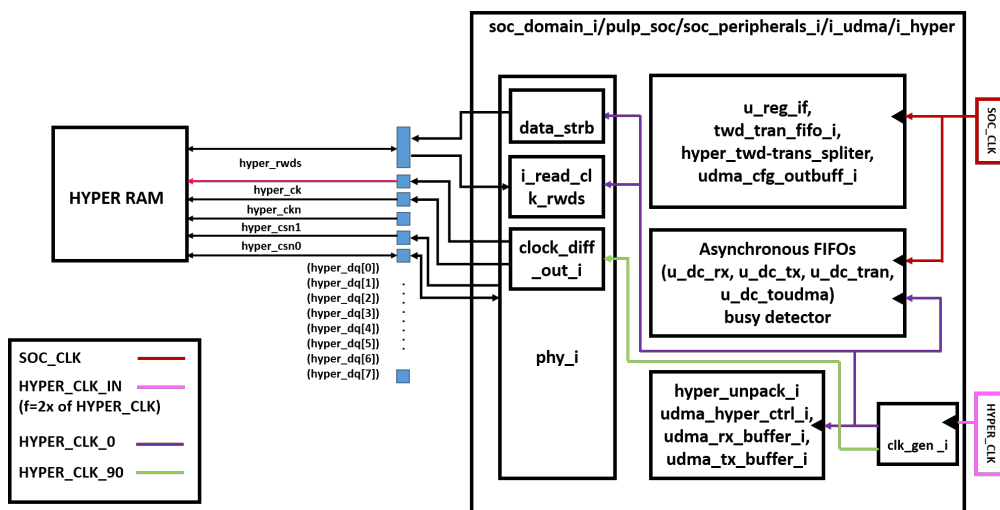 soc_domain_i/pulp_soc/soc_peripherals_i/i_udma/i_hyper
HYPER RAM
hyper_rwds
hyper_ck
hyper_ckn
hyper_csn1
hyper_csn0
(hyper_dq[0])
(hyper_dq[1])
(hyper_dq[2])
(hyper_dq[3])
(hyper_dq[4])
(hyper_dq[5])
(hyper_dq[6])
(hyper_dq[7])
data_strb
i_read_cl
k_rwds
clock_diff
_out_i
phy_i
u_reg_if,
twd_tran_fifo_i,
hyper_twd-trans_spliter,
udma_cfg_outbuff_i
Asynchronous FIFOs
(u_dc_rx, u_dc_tx, u_dc_tran,
u_dc_toudma)
busy detector
hyper_unpack_i
udma_hyper_ctrl_i,
udma_rx_buffer_i,
udma_tx_buffer_i
clk_gen _i
SOC_CLK
HYPER_CLK
SOC_CLK
HYPER_CLK_IN
(f=2x of HYPER_CLK)
HYPER_CLK_0
HYPER_CLK_90